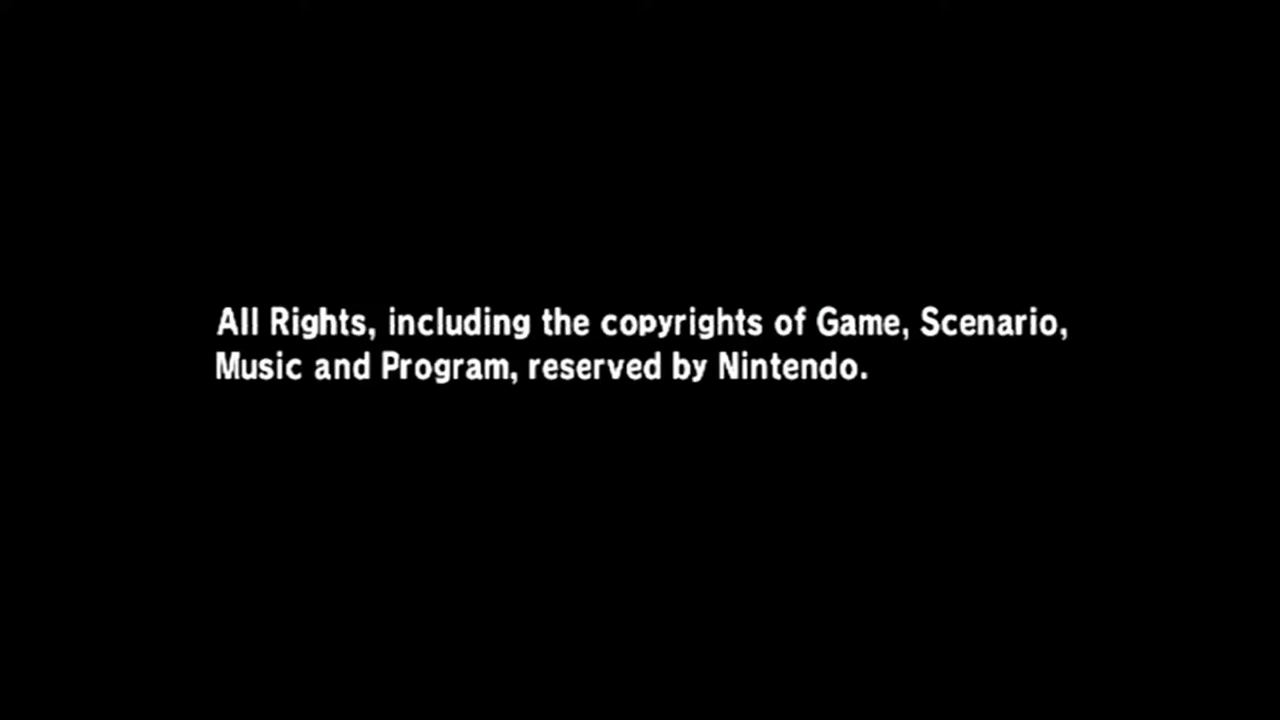 All Rights, including the copyrights of Game, Scenario,
Music and Program, reserved by Nintendo.